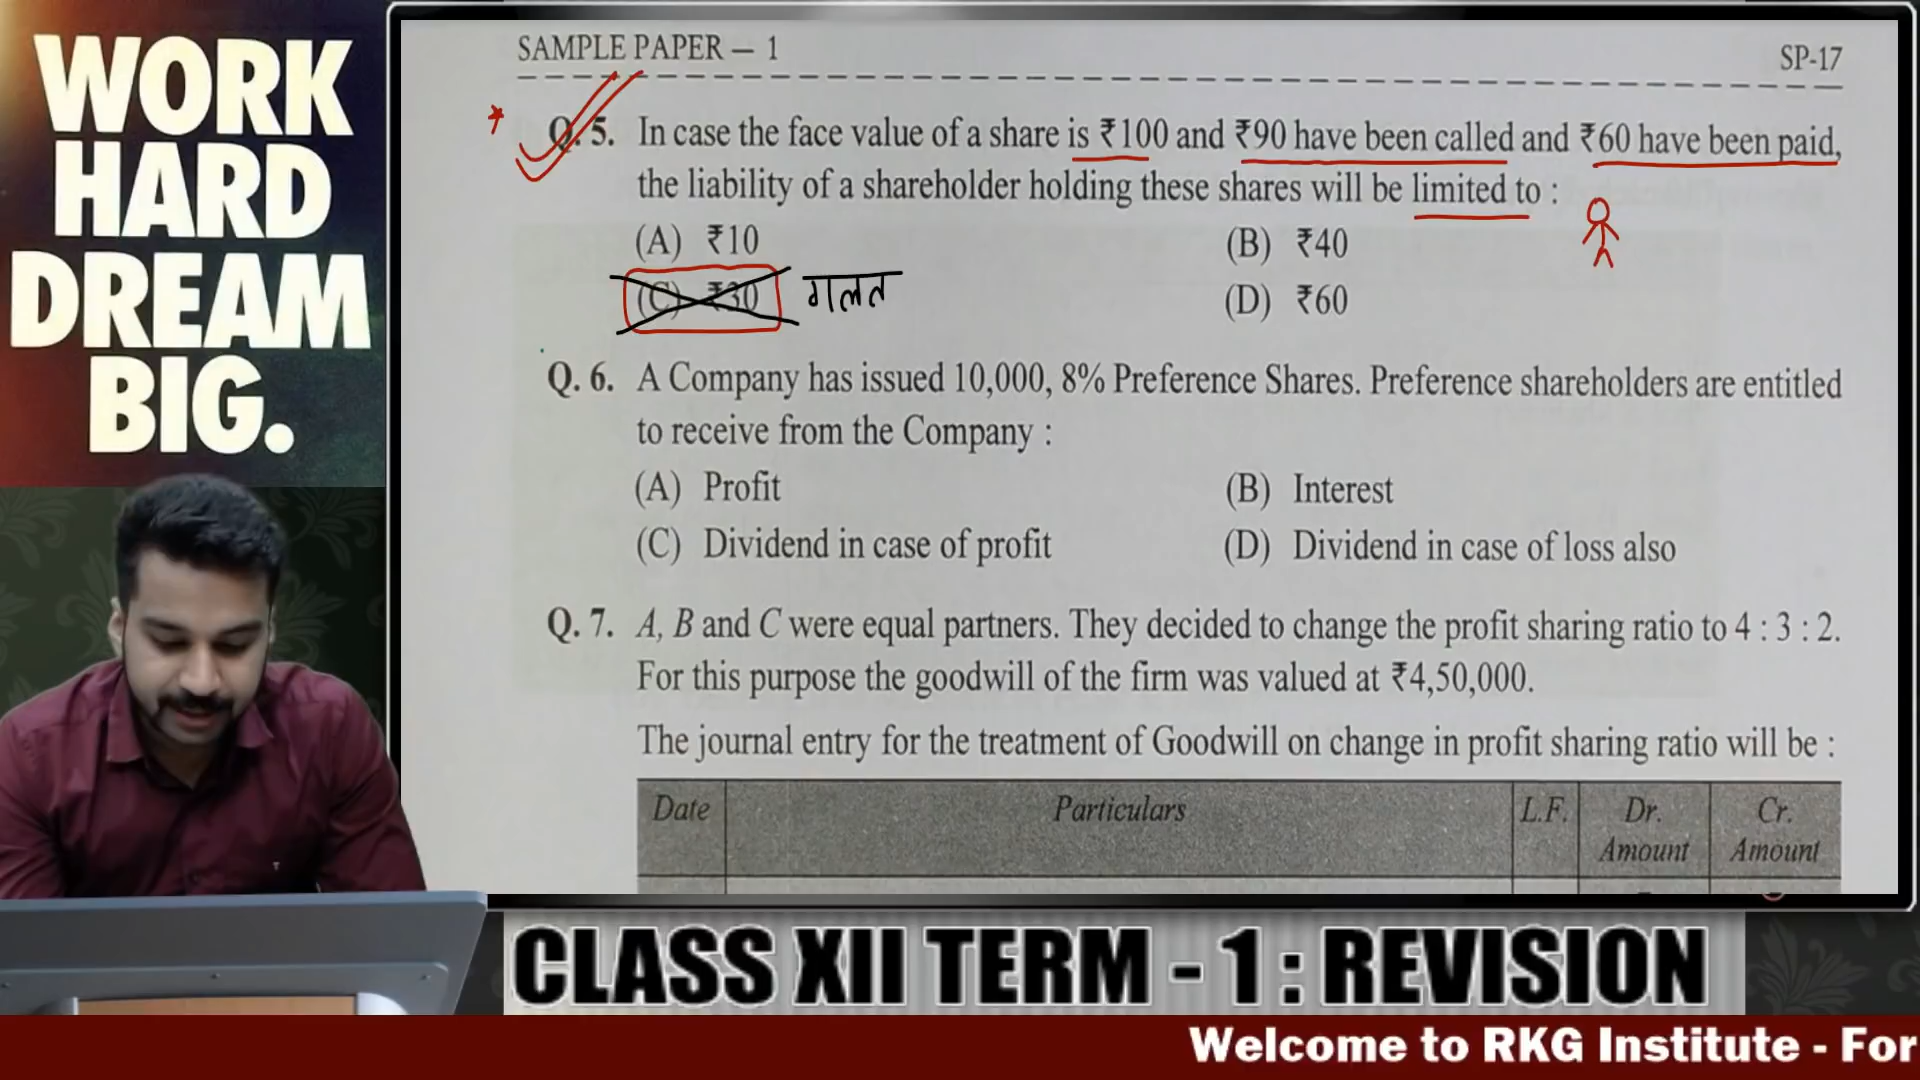 WORK
HARD
DREAM
BIG.
SAMPLE PAPER — 1
SP-17
Q. 5. In case the face value of a share is ₹100 and ₹90 have been called and ₹60 have been paid,
the liability of a shareholder holding these shares will be limited to :
(A) ₹10
(B) ₹40
(C) ₹30 गलत
(D) ₹60
Q. 6. A Company has issued 10,000, 8% Preference Shares. Preference shareholders are entitled
to receive from the Company :
(A) Profit
(B) Interest
(C) Dividend in case of profit
(D) Dividend in case of loss also
Q. 7. A, B and C were equal partners. They decided to change the profit sharing ratio to 4 : 3 : 2.
For this purpose the goodwill of the firm was valued at ₹4,50,000.
The journal entry for the treatment of Goodwill on change in profit sharing ratio will be :
Date Particulars L.F. Dr. Cr.
Amount Amount
CLASS XII TERM - 1 : REVISION
Welcome to RKG Institute - For